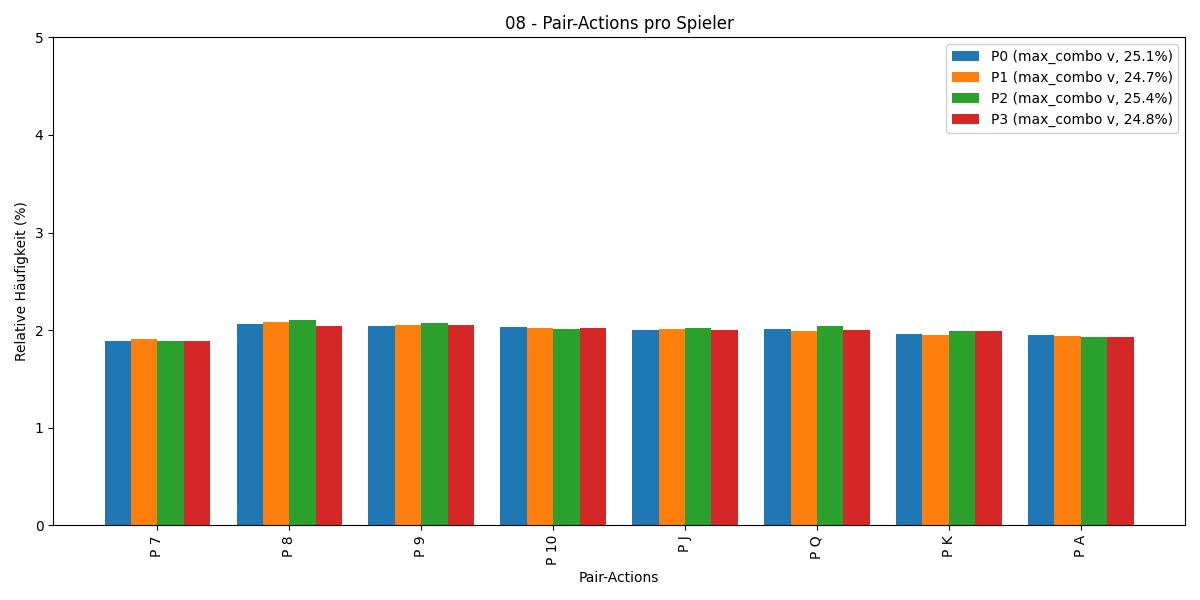 08 - Pair-Actions pro Spieler
5
4
3
2
1
0
Relative Häufigkeit (%)
P0 (max_combo v, 25.1%)
P1 (max_combo v, 24.7%)
P2 (max_combo v, 25.4%)
P3 (max_combo v, 24.8%)
P 7
P 8
P 9
P 10
P J
P Q
P K
P A
Pair-Actions